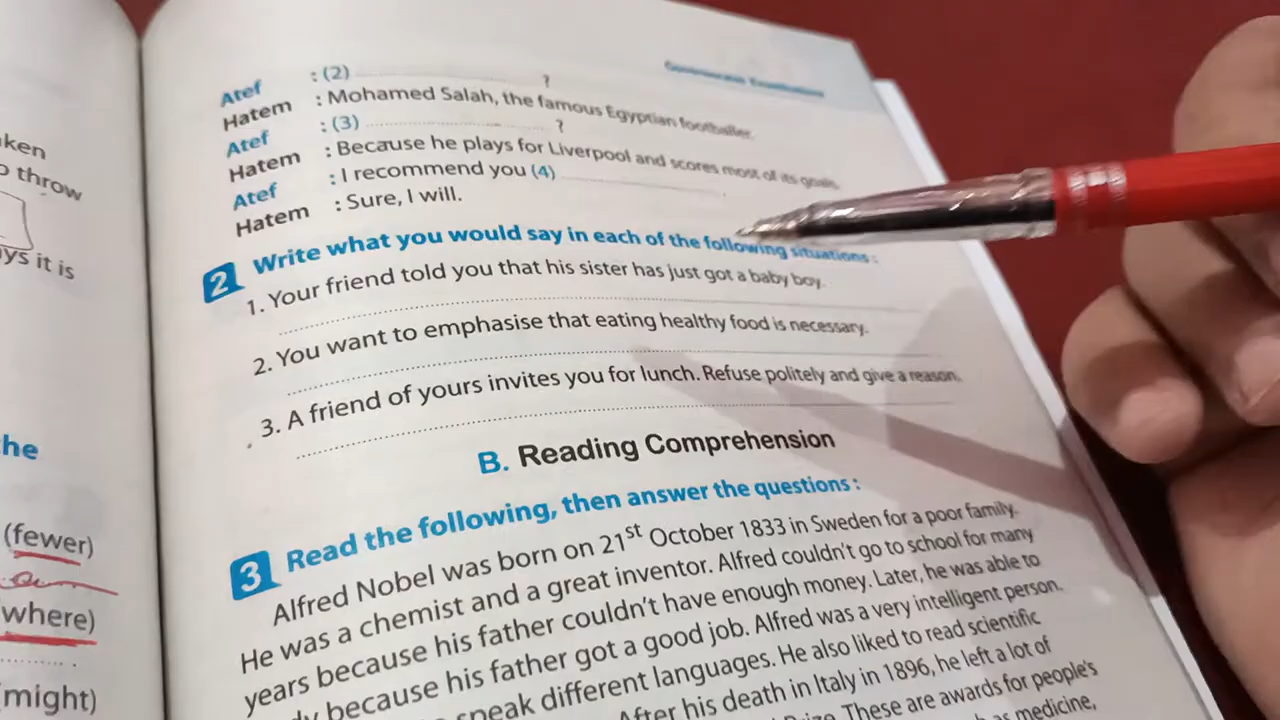 Governorate Examinations
Atef : (2) ............ ?
Hatem : Mohamed Salah, the famous Egyptian footballer.
Atef : (3) ............ ?
Hatem : Because he plays for Liverpool and scores most of its goals.
Atef : I recommend you (4) ............ .
Hatem : Sure, I will.
2 Write what you would say in each of the following situations :
1. Your friend told you that his sister has just got a baby boy.
2. You want to emphasise that eating healthy food is necessary.
3. A friend of yours invites you for lunch. Refuse politely and give a reason.
B. Reading Comprehension
3 Read the following, then answer the questions :
Alfred Nobel was born on 21st October 1833 in Sweden for a poor family.
He was a chemist and a great inventor. Alfred couldn't go to school for many
years because his father couldn't have enough money. Later, he was able to
because his father got a good job. Alfred was a very intelligent person.
speak different languages. He also liked to read scientific
After his death in Italy in 1896, he left a lot of
These are awards for people's
medicine,
throw
it is
(fewer)
(where)
(might)